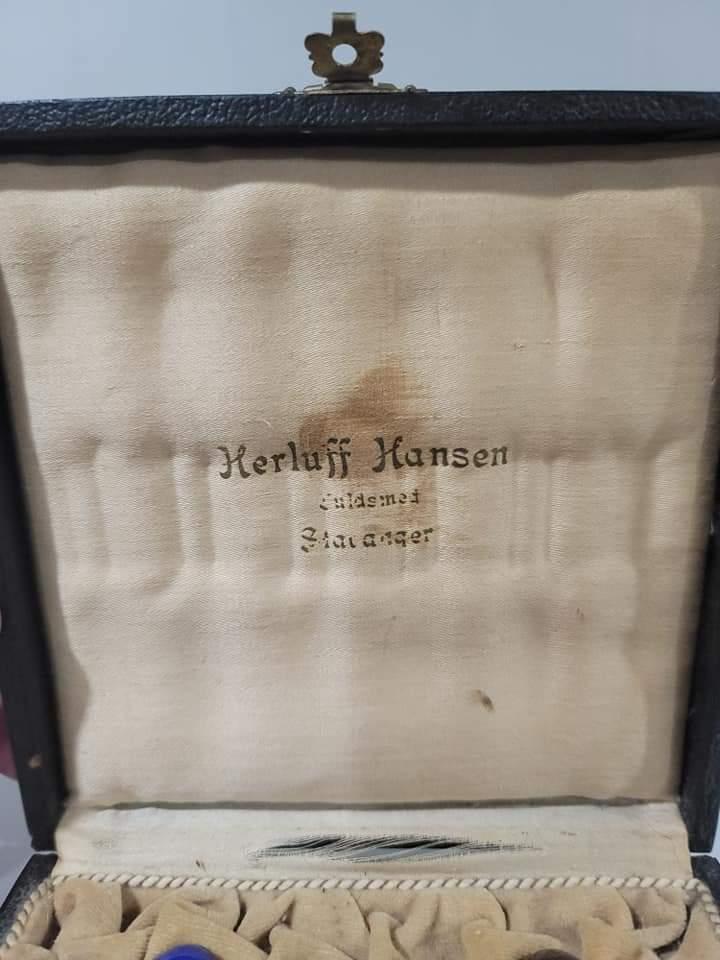 Herluff Hansen
Guldsmed
Stavanger